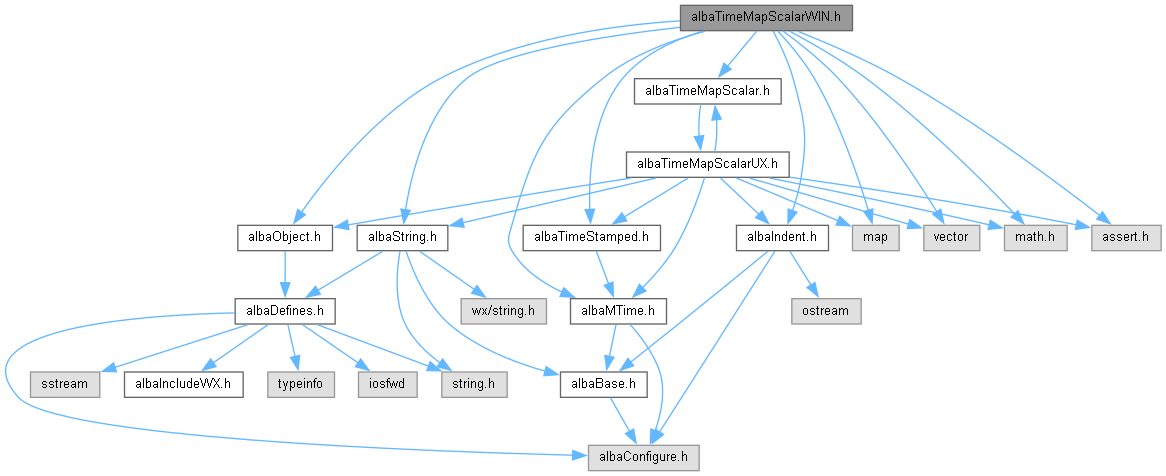 albaTimeMapScalarWIN.h
albaTimeMapScalar.h
albaTimeMapScalarUX.h
albaObject.h
albaString.h
albaTimeStamped.h
albaIndent.h
map
vector
math.h
assert.h
albaDefines.h
wx/string.h
albaMTime.h
ostream
sstream
albaIncludeWX.h
typeinfo
iosfwd
string.h
albaBase.h
albaConfigure.h